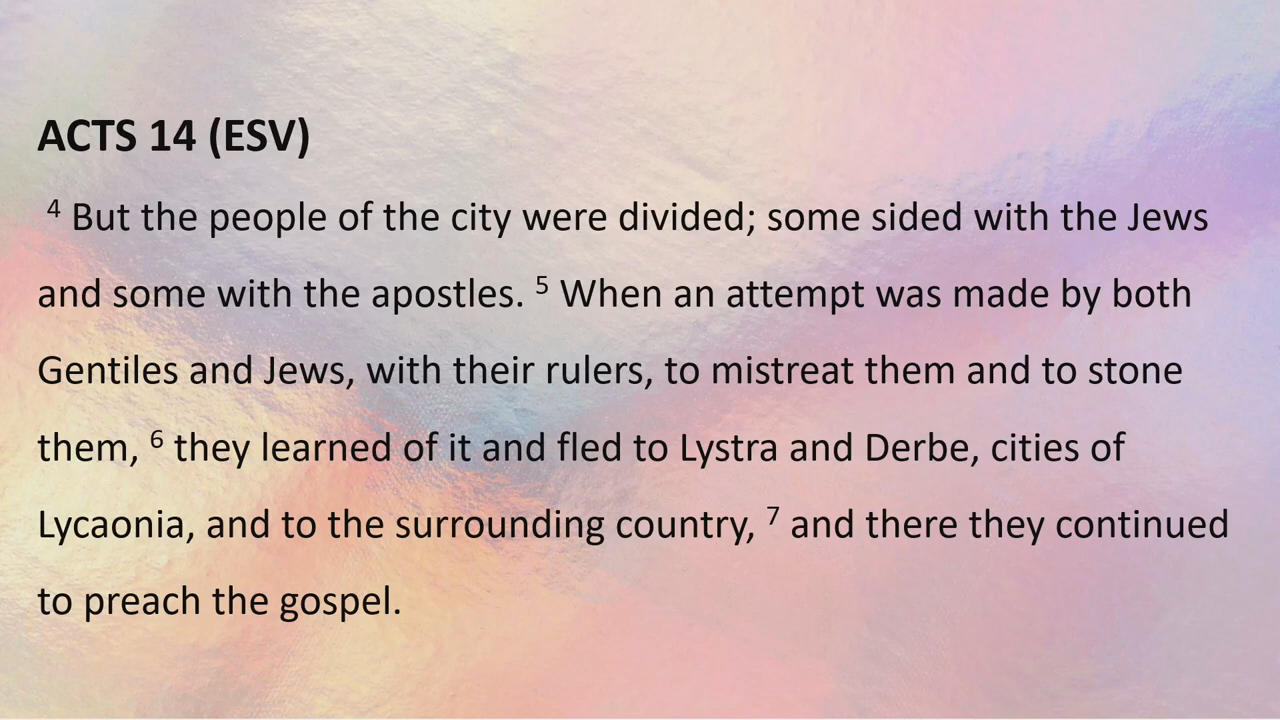 ACTS 14 (ESV)
⁴ But the people of the city were divided; some sided with the Jews
and some with the apostles. ⁵ When an attempt was made by both
Gentiles and Jews, with their rulers, to mistreat them and to stone
them, ⁶ they learned of it and fled to Lystra and Derbe, cities of
Lycaonia, and to the surrounding country, ⁷ and there they continued
to preach the gospel.